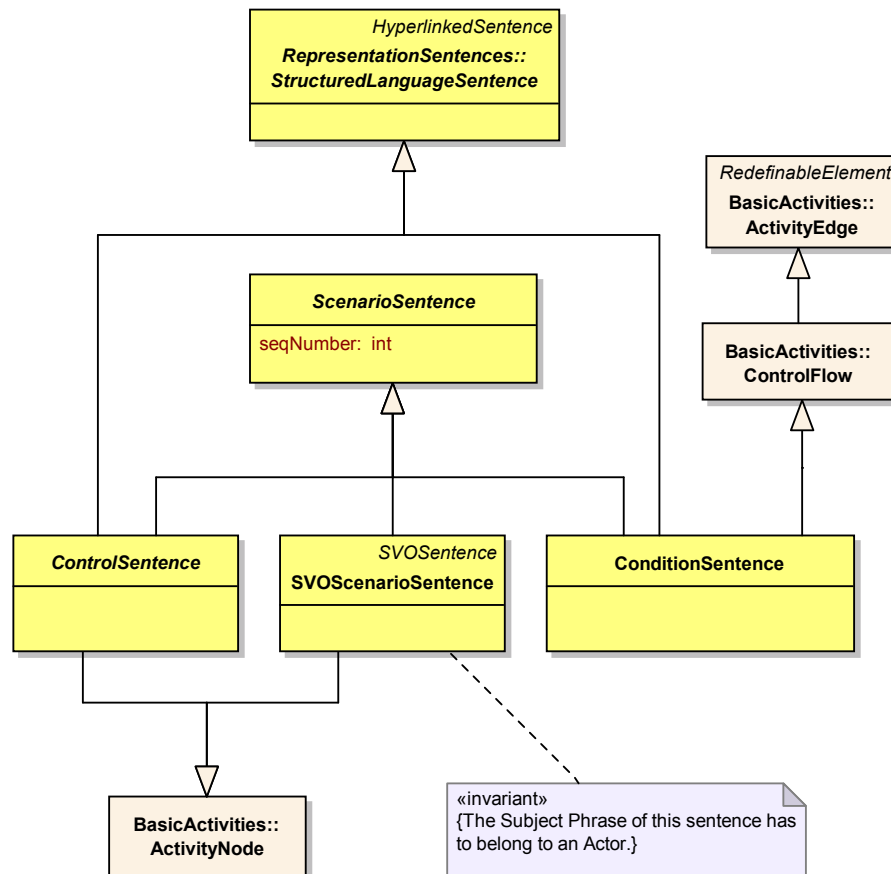 HyperlinkedSentence
RepresentationSentences::
StructuredLanguageSentence
RedefinableElement
BasicActivities::
ActivityEdge
ScenarioSentence
seqNumber: int
BasicActivities::
ControlFlow
ControlSentence
SVOSentence
SVOScenarioSentence
ConditionSentence
BasicActivities::
ActivityNode
«invariant»
{The Subject Phrase of this sentence has
to belong to an Actor.}